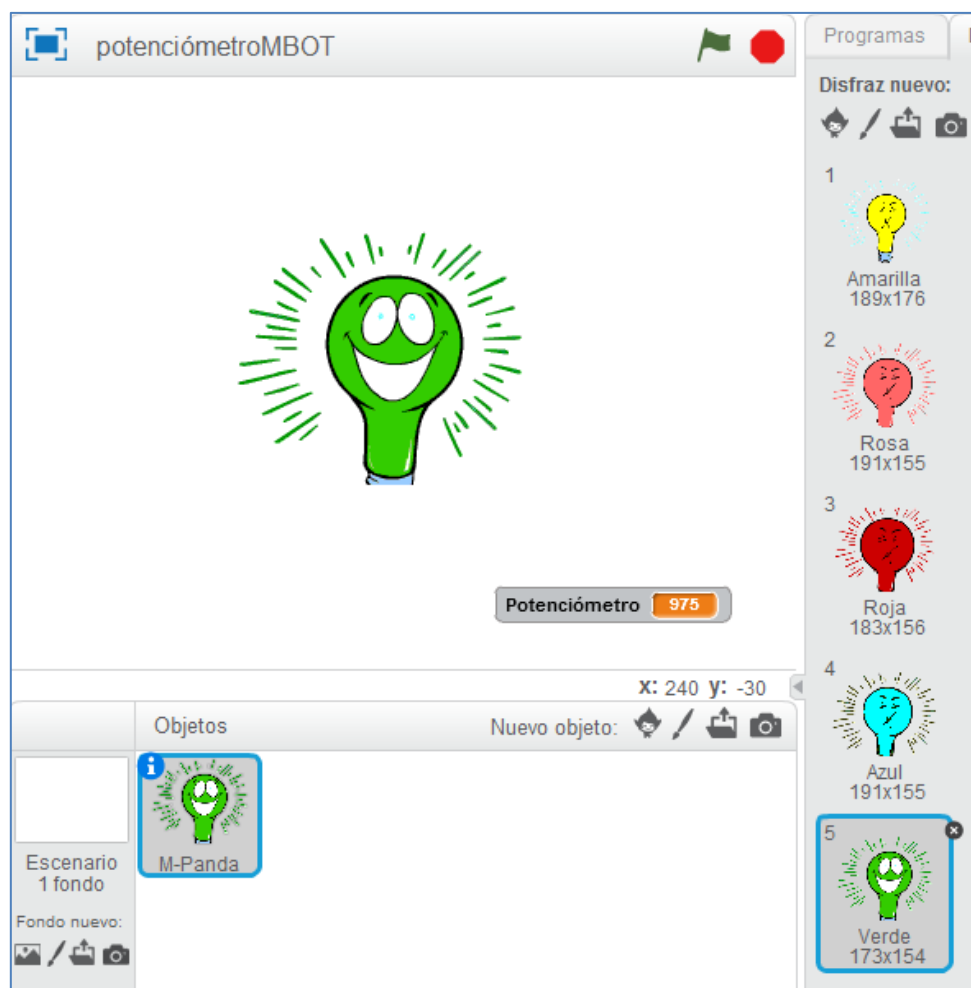 potenciómetroMBOT
Potenciómetro 975
x: 240 y: -30
Objetos
Nuevo objeto:
M-Panda
Escenario
1 fondo
Fondo nuevo:
Programas
Disfraz nuevo:
1
Amarilla
189x176
2
Rosa
191x155
3
Roja
183x156
4
Azul
191x155
5
Verde
173x154